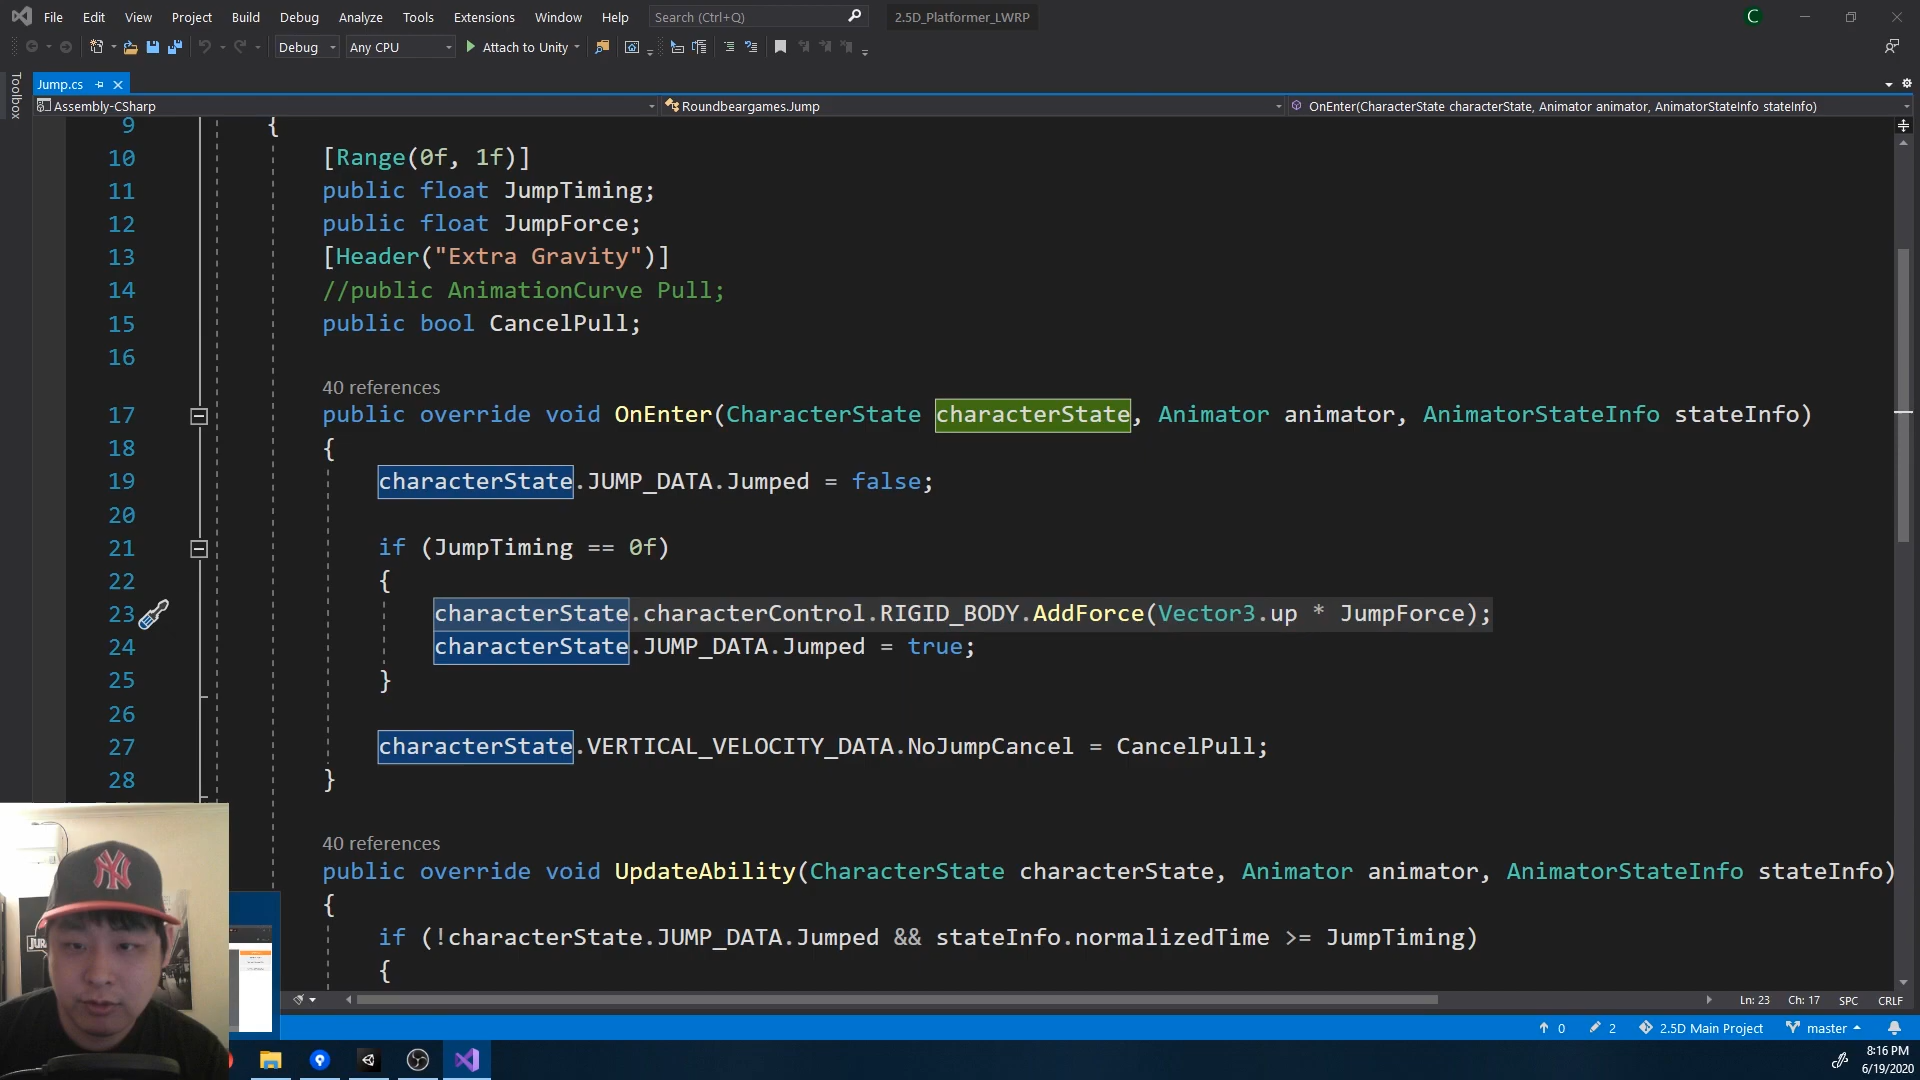 File Edit View Project Build Debug Analyze Tools Extensions Window Help Search (Ctrl+Q) 2.5D_Platformer_LWRP C
Debug Any CPU Attach to Unity
Toolbox
Jump.cs
Assembly-CSharp Roundbeargames.Jump OnEnter(CharacterState characterState, Animator animator, AnimatorStateInfo stateInfo)
9 {
10 [Range(0f, 1f)]
11 public float JumpTiming;
12 public float JumpForce;
13 [Header("Extra Gravity")]
14 //public AnimationCurve Pull;
15 public bool CancelPull;
16
40 references
17 public override void OnEnter(CharacterState characterState, Animator animator, AnimatorStateInfo stateInfo)
18 {
19 characterState.JUMP_DATA.Jumped = false;
20
21 if (JumpTiming == 0f)
22 {
23 characterState.characterControl.RIGID_BODY.AddForce(Vector3.up * JumpForce);
24 characterState.JUMP_DATA.Jumped = true;
25 }
26
27 characterState.VERTICAL_VELOCITY_DATA.NoJumpCancel = CancelPull;
28 }
40 references
public override void UpdateAbility(CharacterState characterState, Animator animator, AnimatorStateInfo stateInfo)
{
if (!characterState.JUMP_DATA.Jumped && stateInfo.normalizedTime >= JumpTiming)
{
Ln: 23 Ch: 17 SPC CRLF
0 2 2.5D Main Project master
8:16 PM
6/19/2020